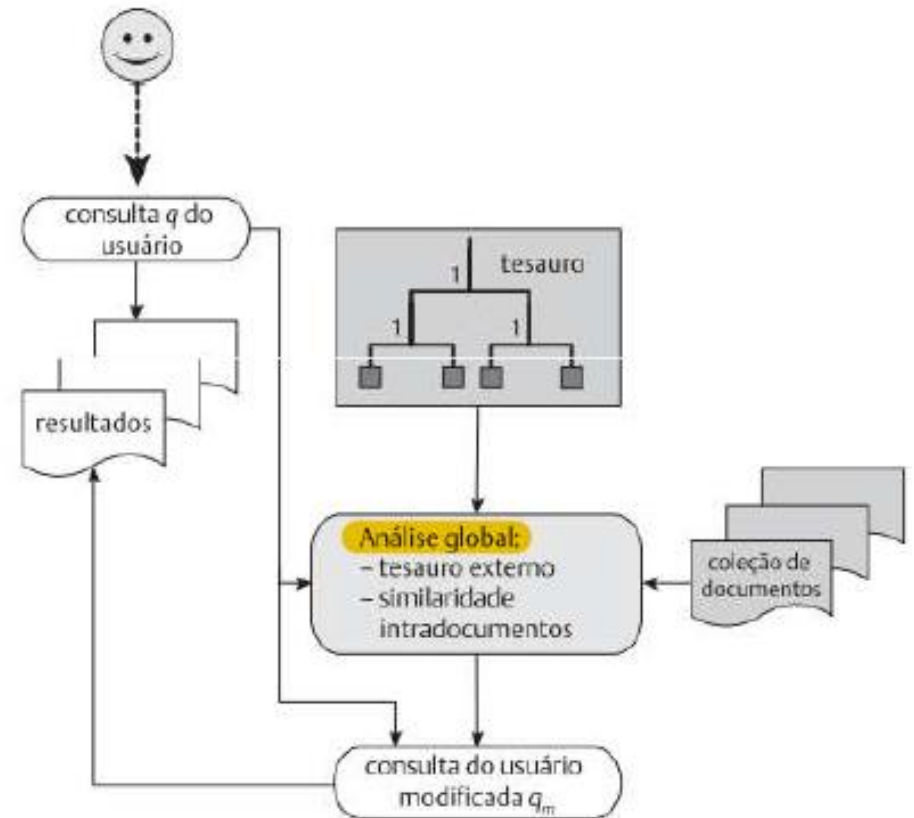 consulta q do
usuário
tesauro
1
1
1
resultados
Análise global:
– tesauro externo
– similaridade
intradocumentos
coleção de
documentos
consulta do usuário
modificada qm